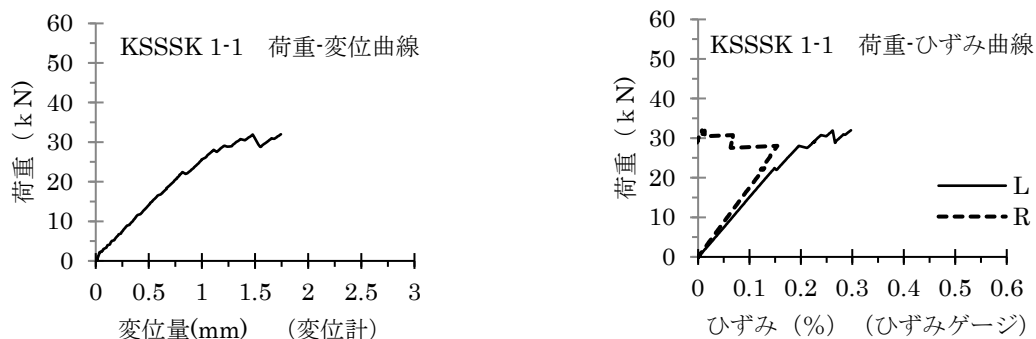 KSSSK 1-1 荷重-変位曲線
荷重（ｋN）
60
50
40
30
20
10
0
0 0.5 1 1.5 2 2.5 3
変位量(mm) （変位計）
KSSSK 1-1 荷重-ひずみ曲線
荷重（ｋN）
60
50
40
30
20
10
0
L
R
0 0.1 0.2 0.3 0.4 0.5 0.6
ひずみ（%）（ひずみゲージ）